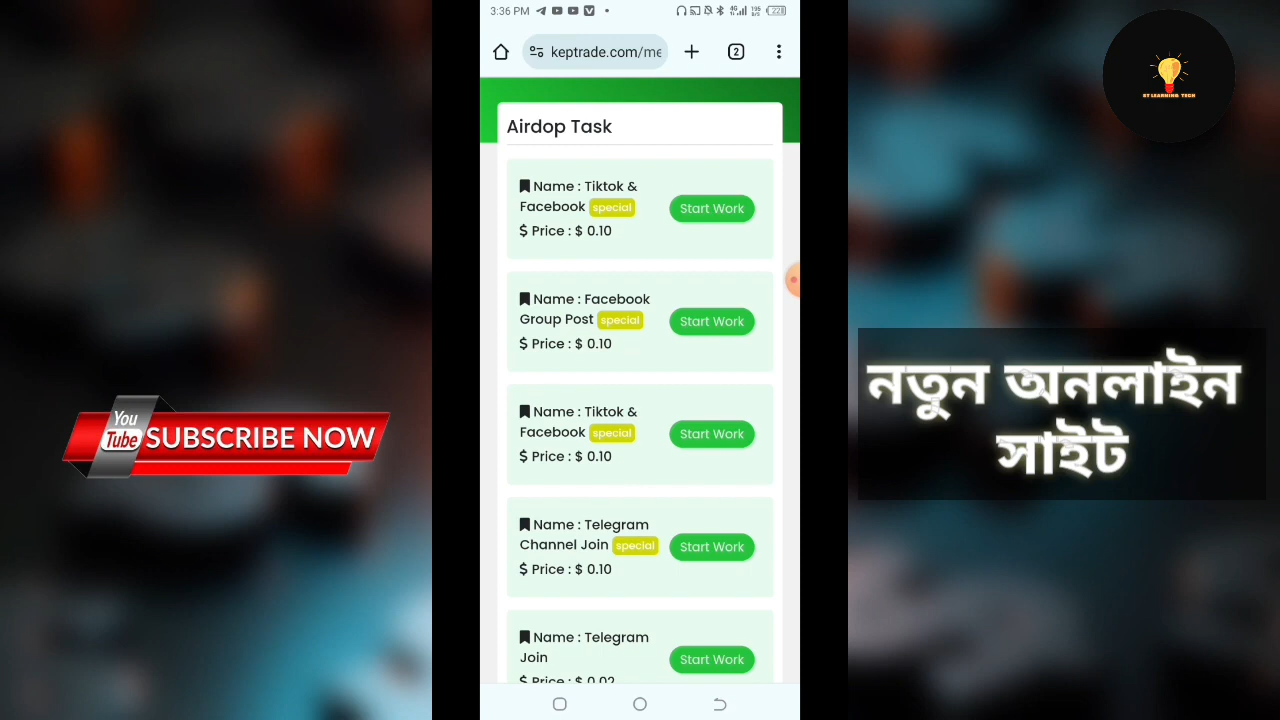 3:36 PM
keptrade.com/me
2
Airdop Task
Name : Tiktok &
Facebook special
$ Price : $ 0.10
Start Work
Name : Facebook
Group Post special
$ Price : $ 0.10
Start Work
Name : Tiktok &
Facebook special
$ Price : $ 0.10
Start Work
Name : Telegram
Channel Join special
$ Price : $ 0.10
Start Work
Name : Telegram
Join
$ Price : $ 0.02
Start Work
You
Tube
SUBSCRIBE NOW
নতুন অনলাইন
সাইট